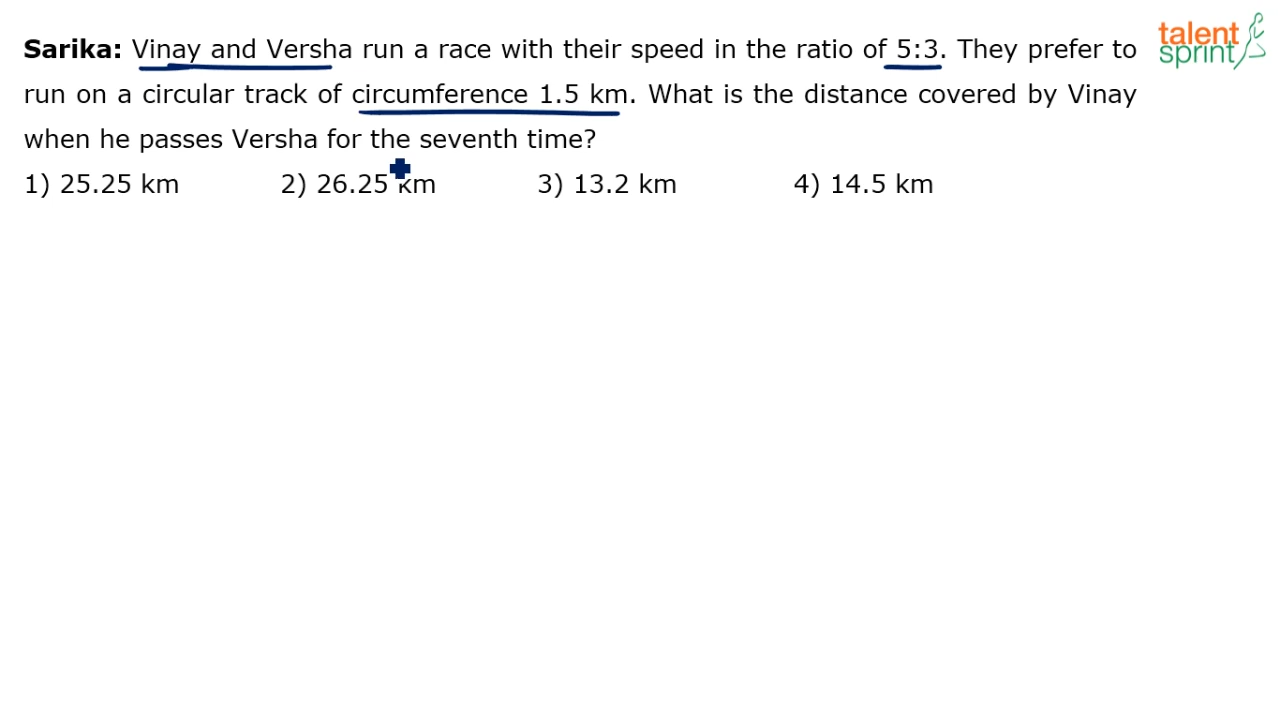 Sarika: Vinay and Versha run a race with their speed in the ratio of 5:3. They prefer to
run on a circular track of circumference 1.5 km. What is the distance covered by Vinay
when he passes Versha for the seventh time?
1) 25.25 km 2) 26.25 km 3) 13.2 km 4) 14.5 km
talent
sprint